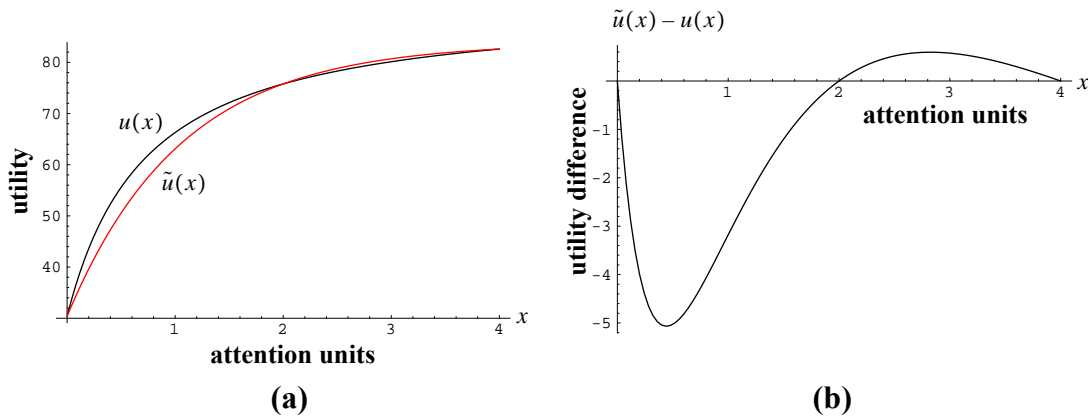 80
70
60
50
40
utility
u(x)
ũ(x)
1
2
3
4
x
attention units
(a)
ũ(x) − u(x)
x
1
2
3
4
attention units
-1
-2
-3
-4
-5
utility difference
(b)